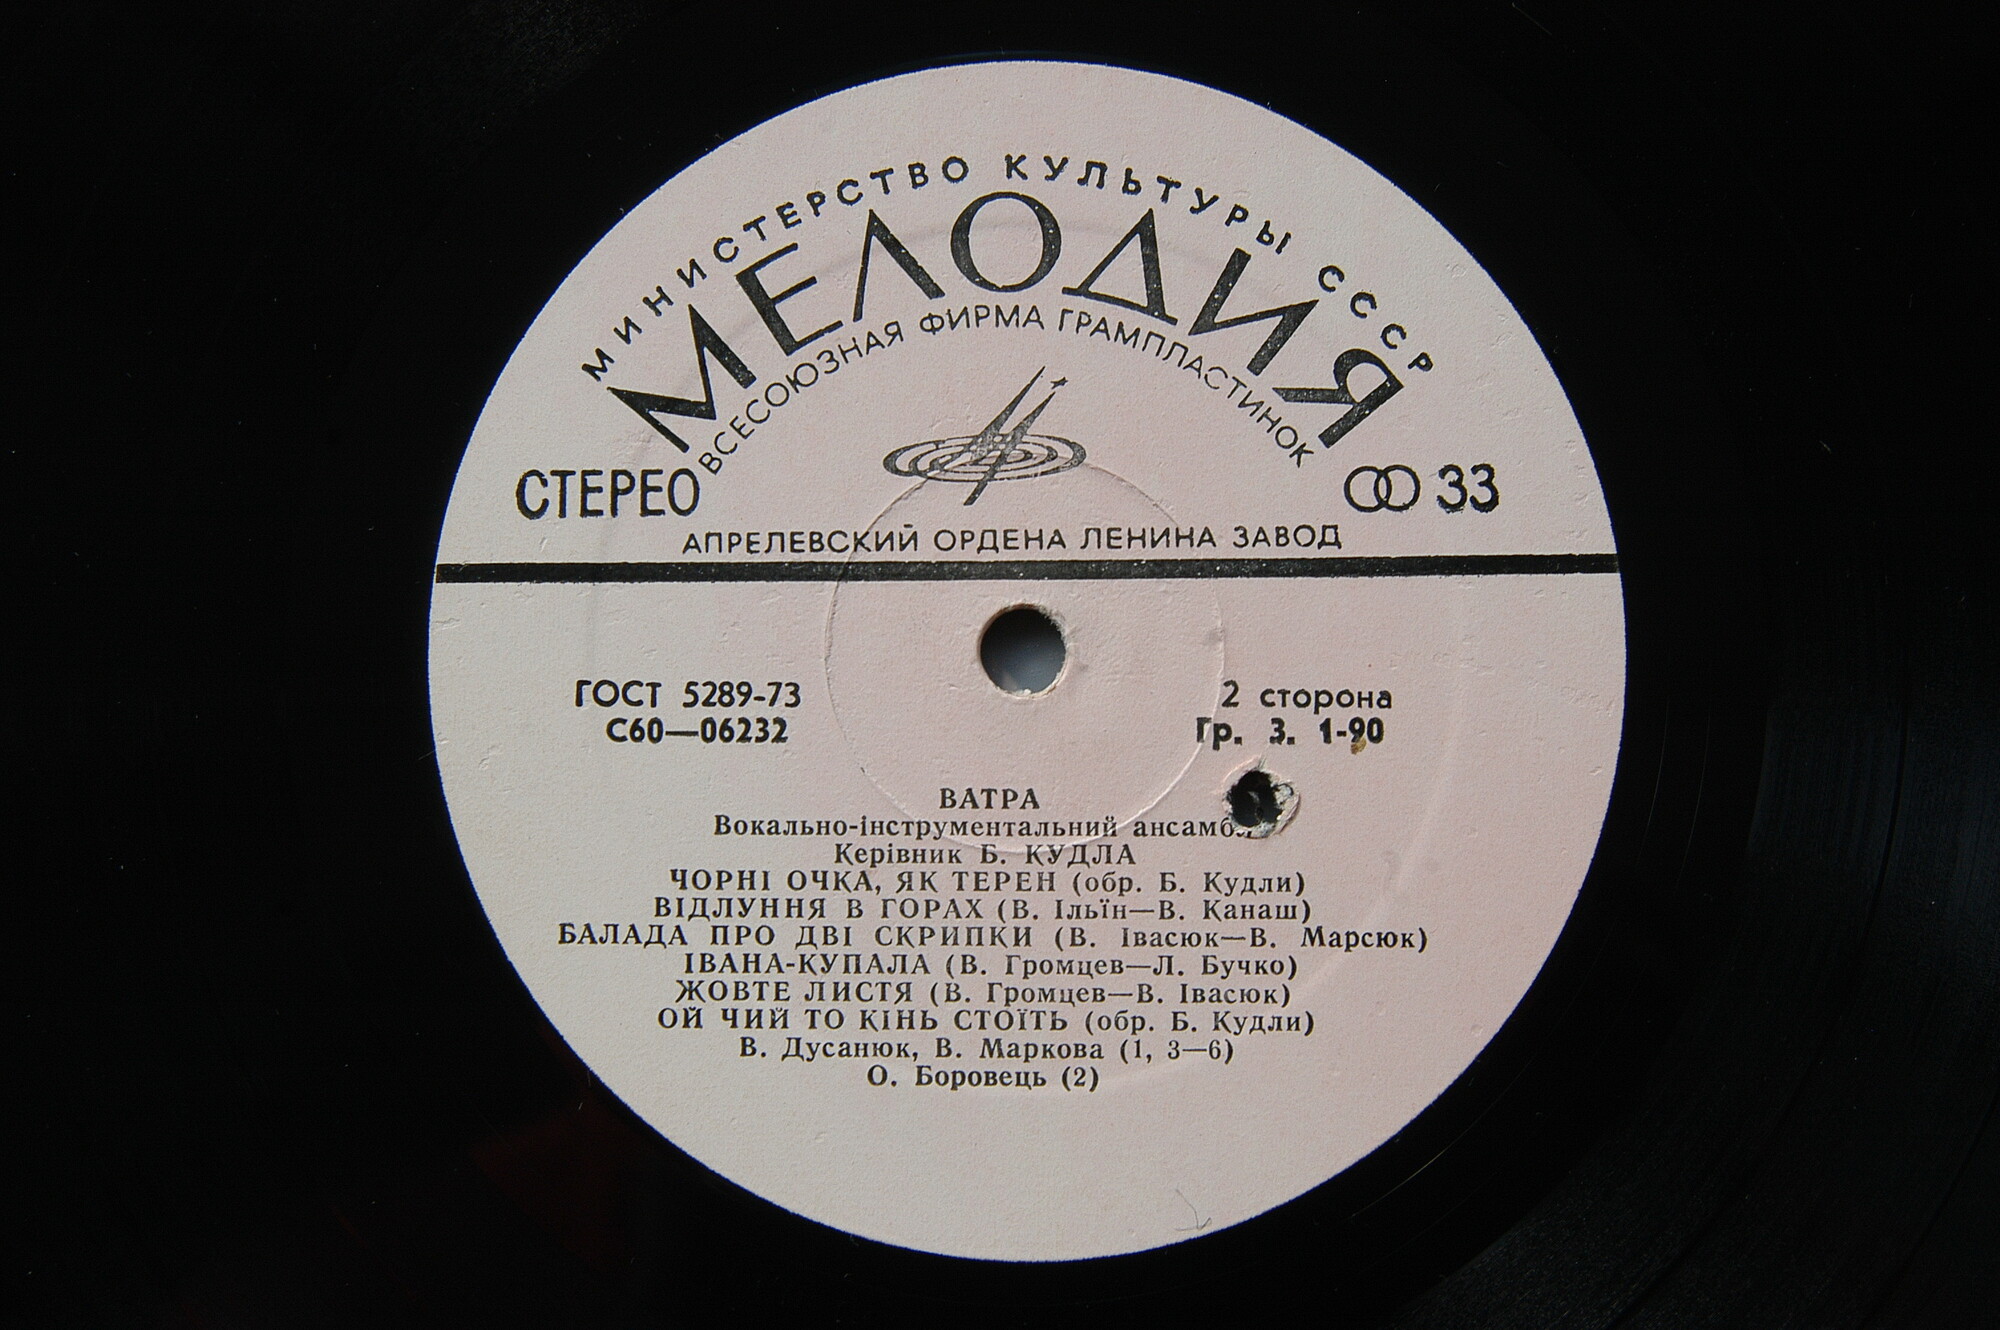 МИНИСТЕРСТВО КУЛЬТУРЫ СССР
МЕЛОДИЯ
ВСЕСОЮЗНАЯ ФИРМА ГРАМПЛАСТИНОК
СТЕРЕО
33
АПРЕЛЕВСКИЙ ОРДЕНА ЛЕНИНА ЗАВОД
ГОСТ 5289-73
С60—06232
2 сторона
Гр. 3. 1-90
ВАТРА
Вокально-інструментальний
Керівник Б. КУДЛА
ЧОРНІ ОЧКА, ЯК ТЕРЕН (обр. Б. Кудли)
ВІДЛУННЯ В ГОРАХ (В. Ільїн—В. Канаш)
БАЛАДА ПРО ДВІ СКРИПКИ (В. Івасюк—В. Марсюк)
ІВАНА-КУПАЛА (В. Громцев—Л. Бучко)
ЖОВТЕ ЛИСТЯ (В. Громцев—В. Івасюк)
ОЙ ЧИЙ ТО КІНЬ СТОЇТЬ (обр. Б. Кудли)
В. Дусанюк, В. Маркова (1, 3—6)
О. Боровець (2)